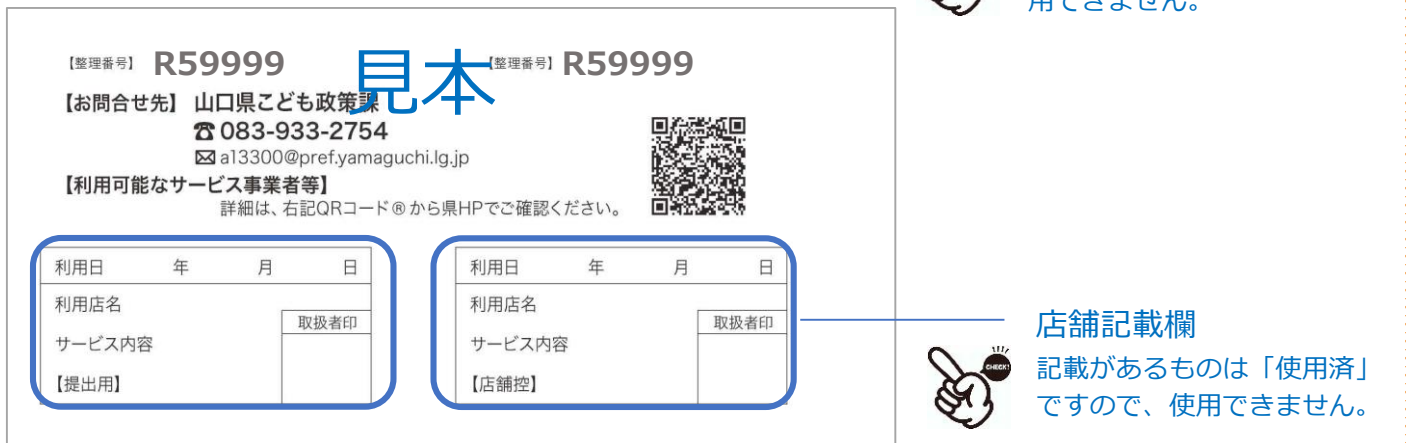 用できません。
【整理番号】 R59999 見本 【整理番号】 R59999
【お問合せ先】 山口県こども政策課
☎ 083-933-2754
✉ a13300@pref.yamaguchi.lg.jp
【利用可能なサービス事業者等】
詳細は、右記QRコード®から県HPでご確認ください。
利用日 年 月 日
利用店名
取扱者印
サービス内容
【提出用】
利用日 年 月 日
利用店名
取扱者印
サービス内容
【店舗控】
店舗記載欄
CHECK!
記載があるものは「使用済」
ですので、使用できません。